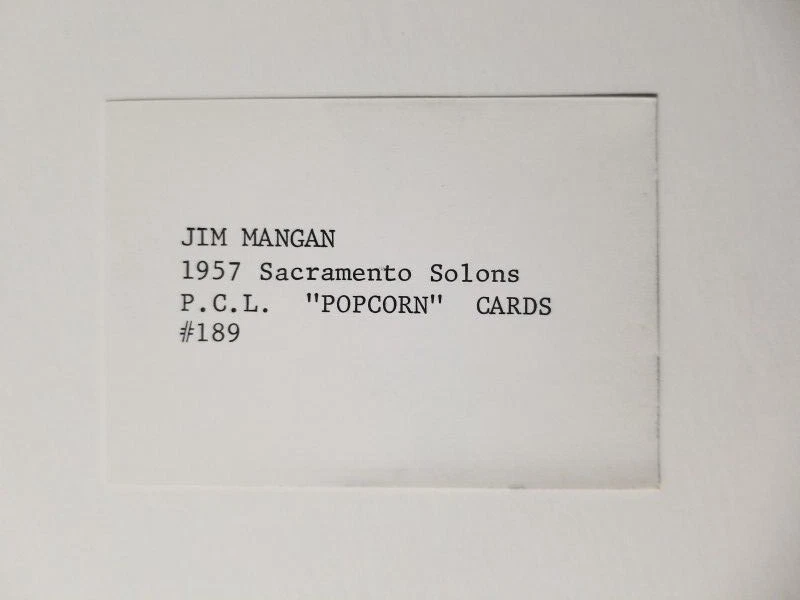 JIM MANGAN
1957 Sacramento Solons
P.C.L. "POPCORN" CARDS
#189